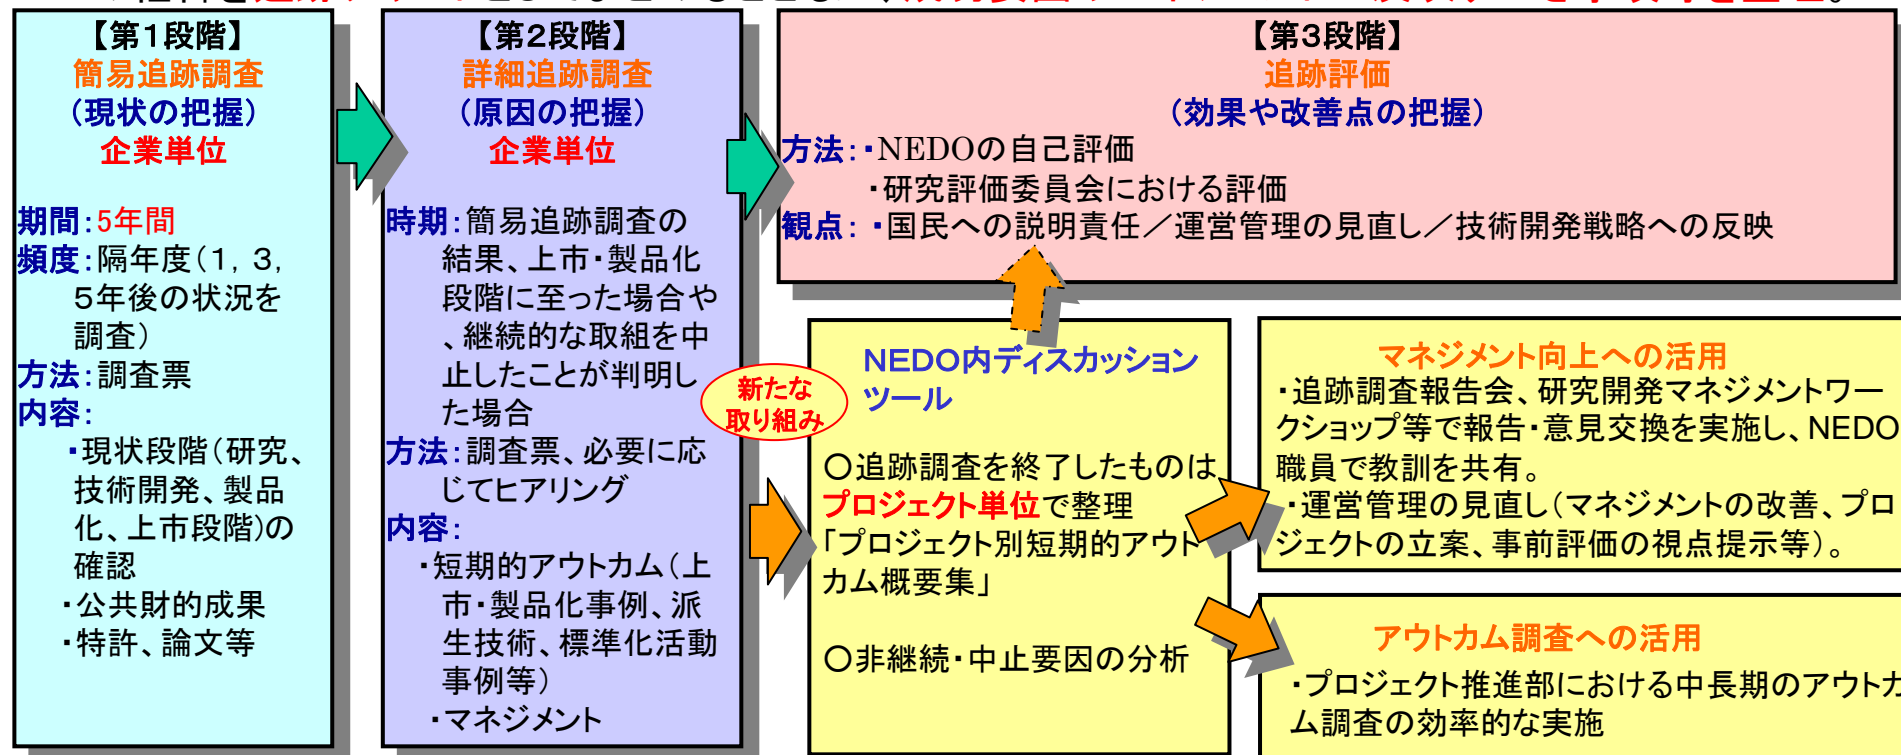 【第1段階】
簡易追跡調査
(現状の把握)
企業単位
期間:5年間
頻度:隔年度(1，3，
5年後の状況を
調査)
方法:調査票
内容:
・現状段階(研究、
技術開発、製品
化、上市段階)の
確認
・公共財的成果
・特許、論文等
【第2段階】
詳細追跡調査
(原因の把握)
企業単位
時期:簡易追跡調査の
結果、上市・製品化
段階に至った場合や
、継続的な取組を中
止したことが判明し
た場合
方法:調査票、必要に応
じてヒアリング
内容:
・短期的アウトカム(上
市・製品化事例、派
生技術、標準化活動
事例等)
・マネジメント
【第3段階】
追跡評価
(効果や改善点の把握)
方法:・NEDOの自己評価
・研究評価委員会における評価
観点:・国民への説明責任／運営管理の見直し／技術開発戦略への反映
新たな
取り組み
NEDO内ディスカッション
ツール
○追跡調査を終了したものは
プロジェクト単位で整理
「プロジェクト別短期的アウト
カム概要集」
○非継続・中止要因の分析
マネジメント向上への活用
・追跡調査報告会、研究開発マネジメントワー
クショップ等で報告・意見交換を実施し、NEDO
職員で教訓を共有。
・運営管理の見直し(マネジメントの改善、プロ
ジェクトの立案、事前評価の視点提示等)。
アウトカム調査への活用
・プロジェクト推進部における中長期のアウトカ
ム調査の効率的な実施